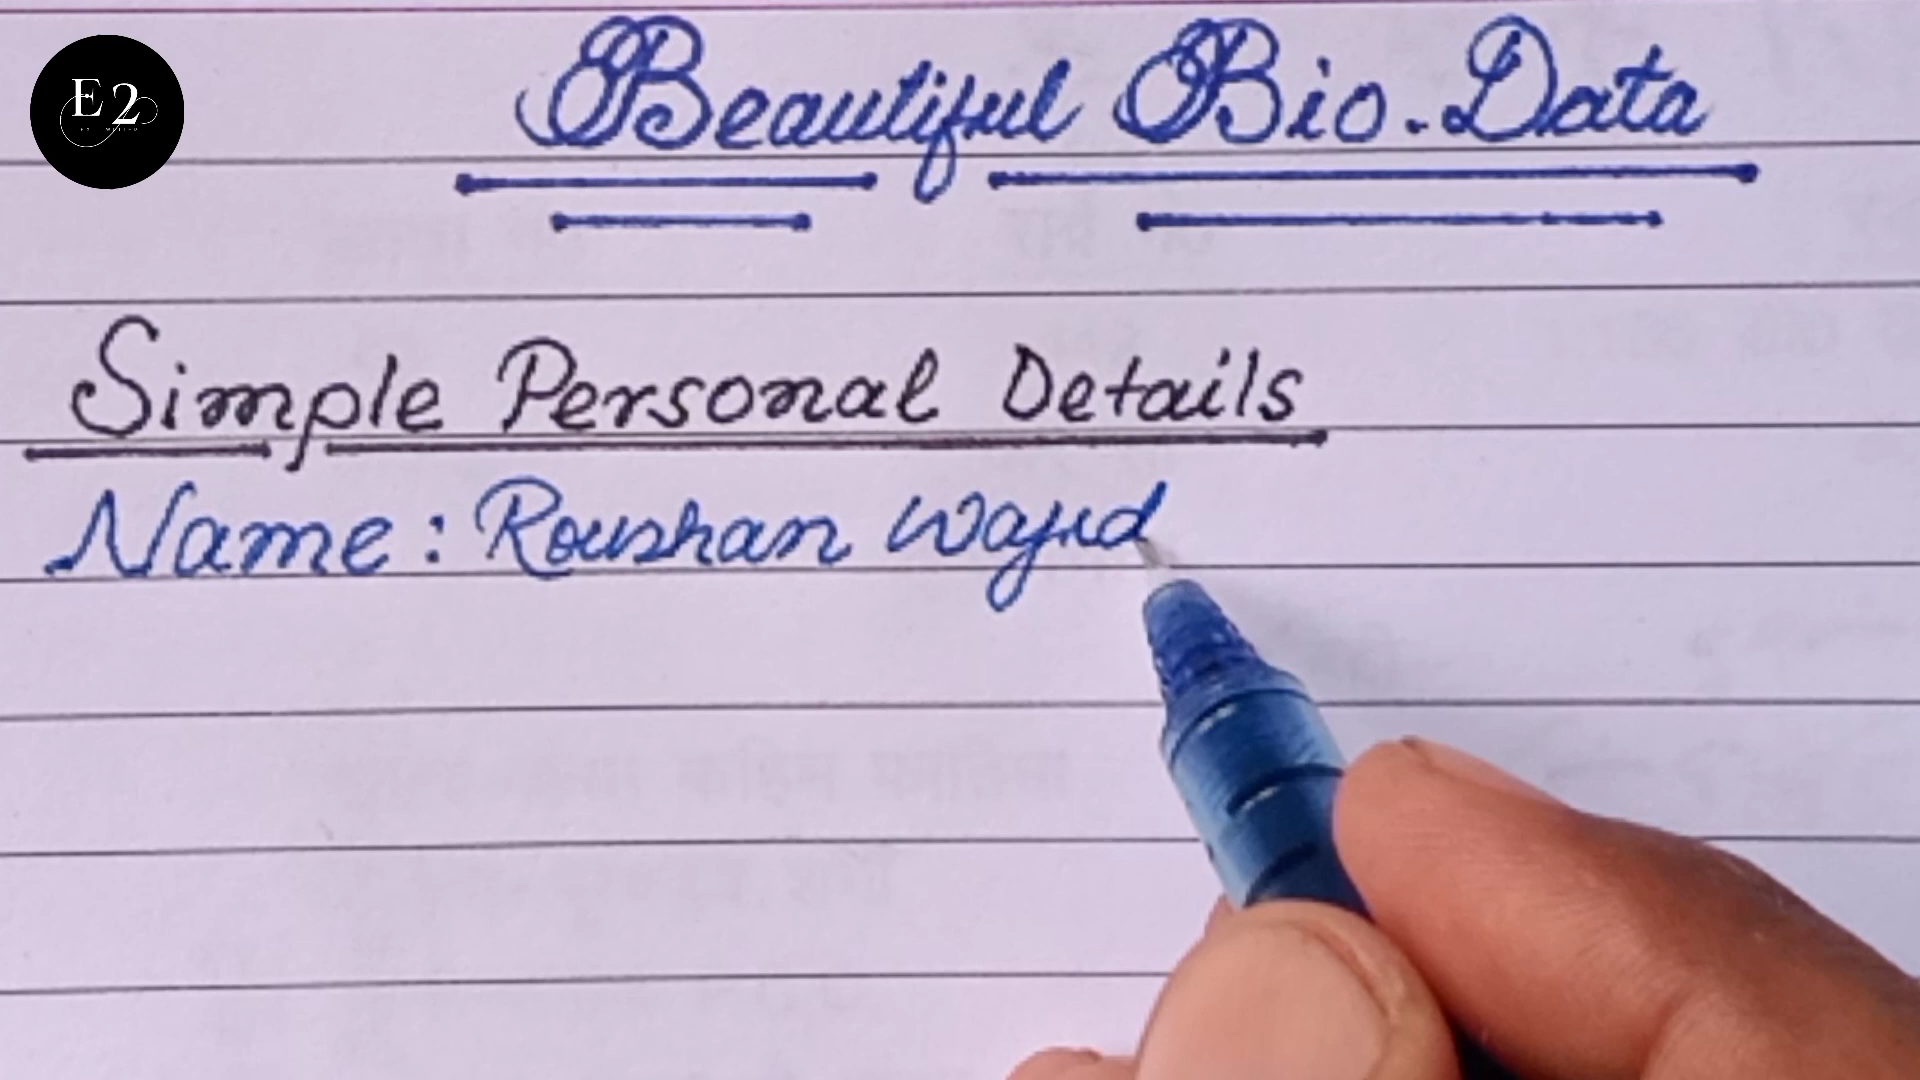 E2
Beautiful Bio.Data
Simple Personal Details
Name: Roushan Wajid